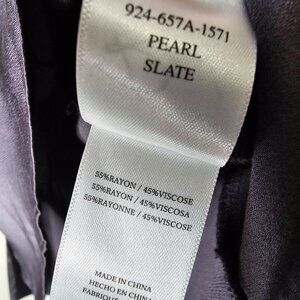 924-657A-1571
PEARL
SLATE
55%RAYON / 45%VISCOSE
55%RAYON / 45%VISCOSA
55%RAYONNE / 45%VISCOSE
MADE IN CHINA
HECHO EN CHINA
FABRIQUE